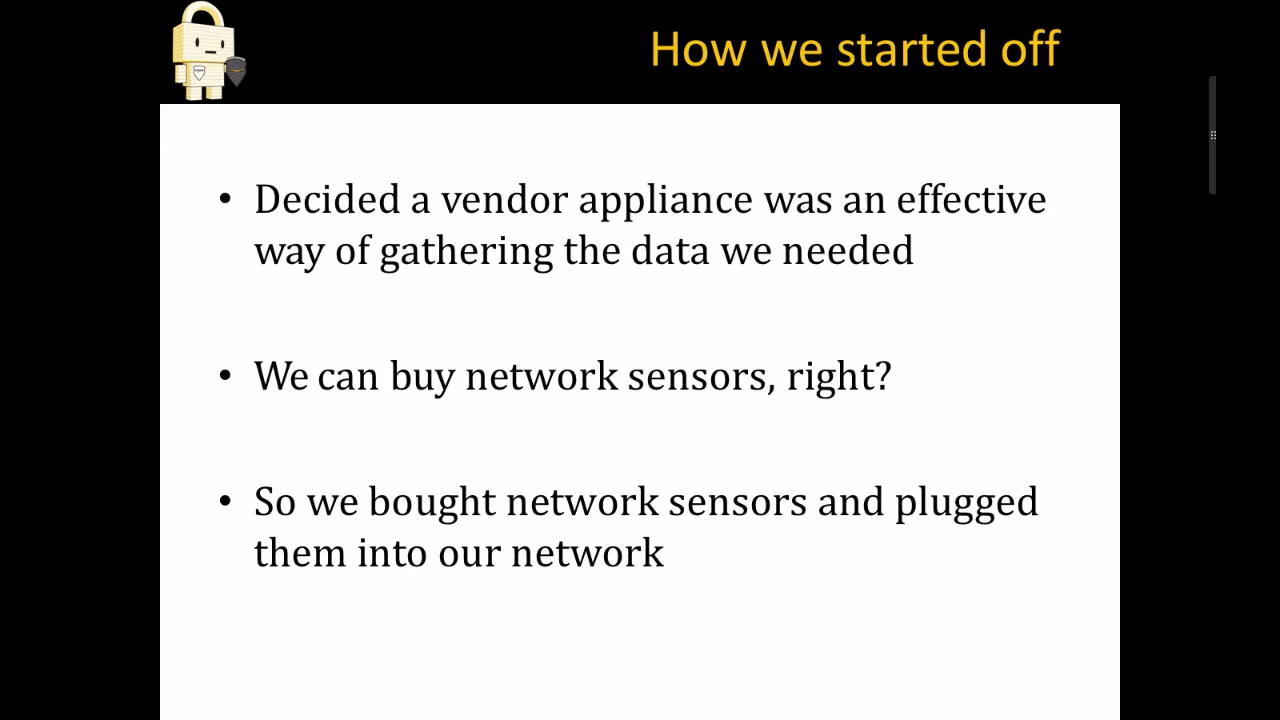 How we started off
• Decided a vendor appliance was an effective
way of gathering the data we needed
• We can buy network sensors, right?
• So we bought network sensors and plugged
them into our network